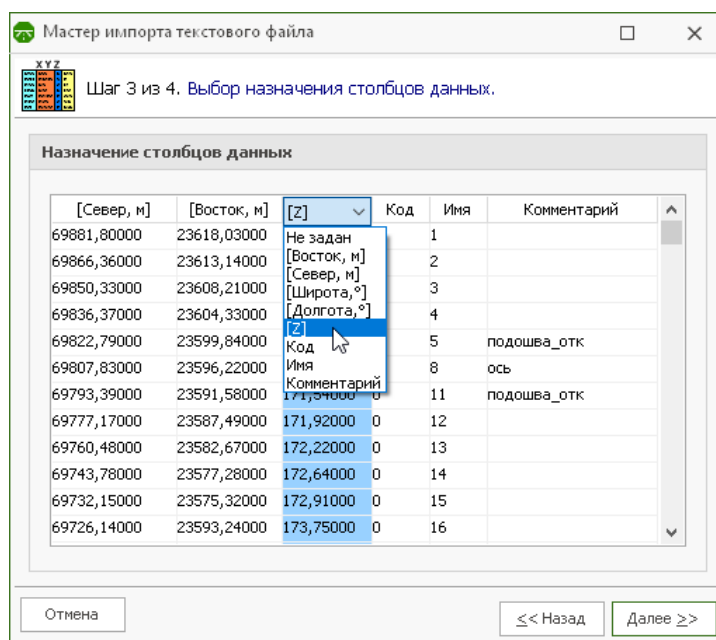 Мастер импорта текстового файла
XYZ
Шаг 3 из 4. Выбор назначения столбцов данных.
Назначение столбцов данных
[Север, м] [Восток, м] [Z] Код Имя Комментарий
69881,80000 23618,03000 Не задан 1
69866,36000 23613,14000 [Восток, м] 2
[Север, м]
69850,33000 23608,21000 [Широта,°] 3
69836,37000 23604,33000 [Долгота,°] 4
[Z]
69822,79000 23599,84000 Код 5 подошва_отк
69807,83000 23596,22000 Имя 8 ось
Комментарий
69793,39000 23591,58000 171,54000 0 11 подошва_отк
69777,17000 23587,49000 171,92000 0 12
69760,48000 23582,67000 172,22000 0 13
69743,78000 23577,28000 172,64000 0 14
69732,15000 23575,32000 172,91000 0 15
69726,14000 23593,24000 173,75000 0 16
Отмена << Назад Далее >>